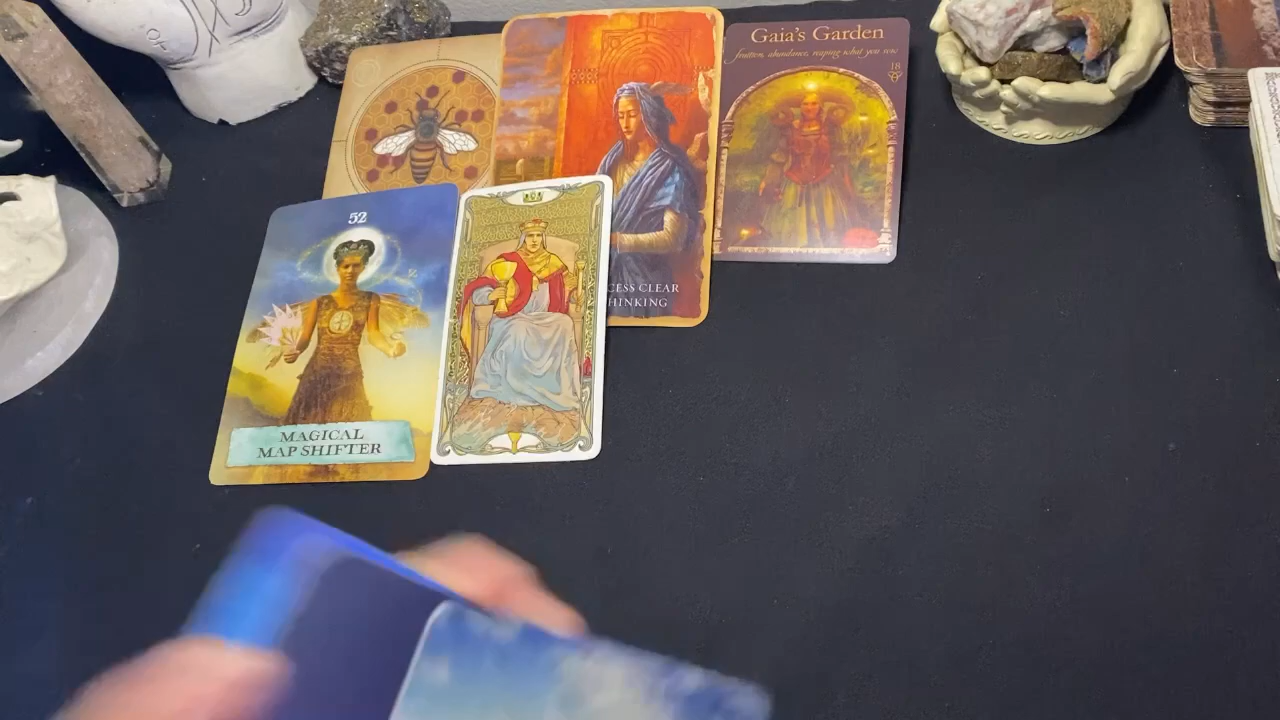 Gaia's Garden
fruition, abundance, reaping what you sow
18
52
MAGICAL
MAP SHIFTER
CESS CLEAR
HINKING